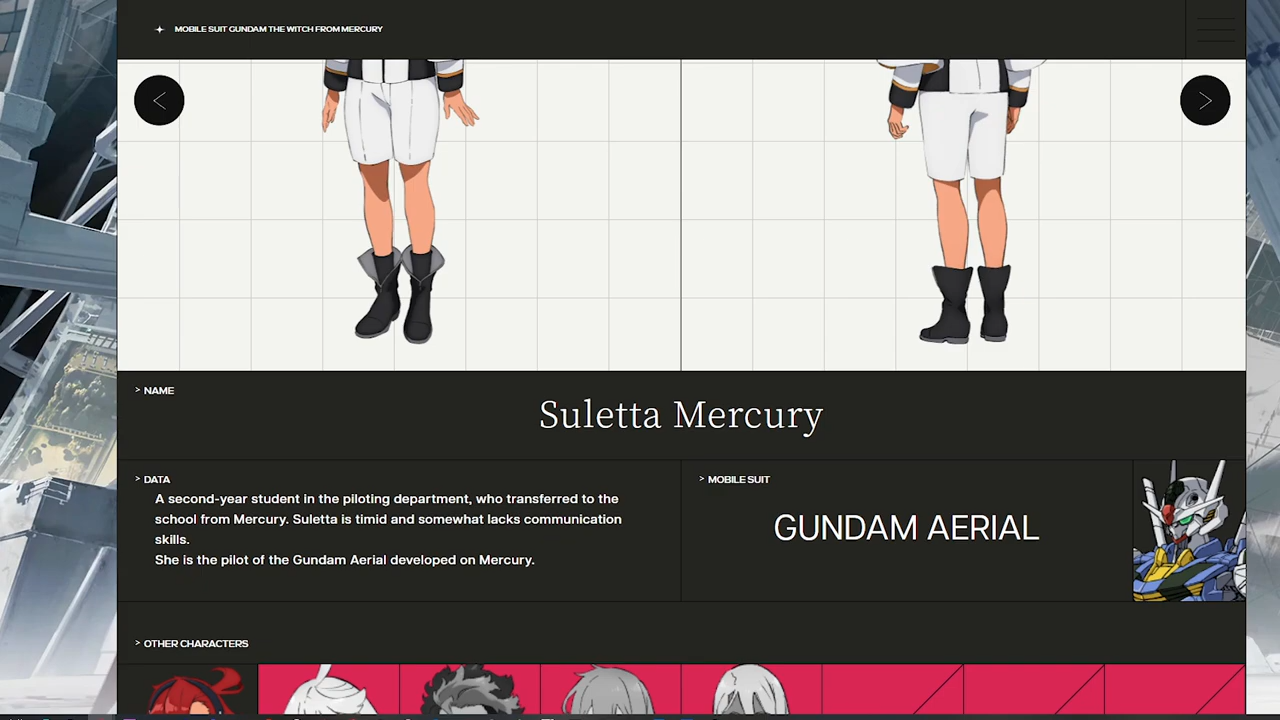 MOBILE SUIT GUNDAM THE WITCH FROM MERCURY
> NAME
Suletta Mercury
> DATA
A second-year student in the piloting department, who transferred to the
school from Mercury. Suletta is timid and somewhat lacks communication
skills.
She is the pilot of the Gundam Aerial developed on Mercury.
> MOBILE SUIT
GUNDAM AERIAL
> OTHER CHARACTERS